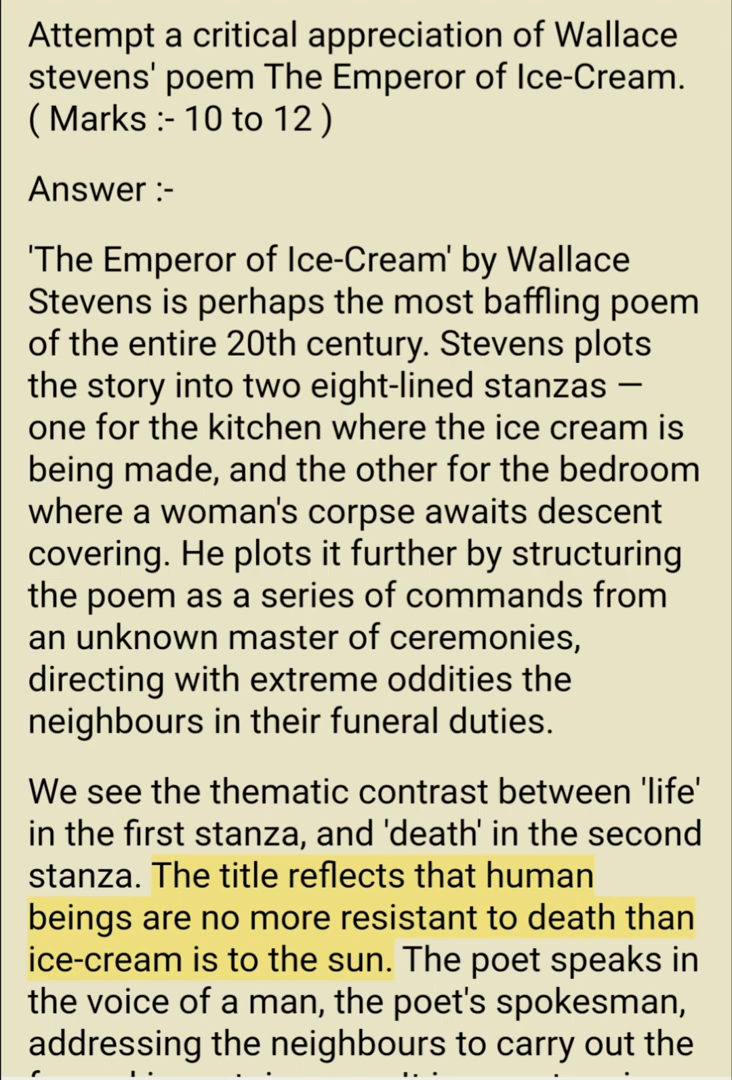 Attempt a critical appreciation of Wallace
stevens' poem The Emperor of Ice-Cream.
( Marks :- 10 to 12 )
Answer :-
'The Emperor of Ice-Cream' by Wallace
Stevens is perhaps the most baffling poem
of the entire 20th century. Stevens plots
the story into two eight-lined stanzas —
one for the kitchen where the ice cream is
being made, and the other for the bedroom
where a woman's corpse awaits descent
covering. He plots it further by structuring
the poem as a series of commands from
an unknown master of ceremonies,
directing with extreme oddities the
neighbours in their funeral duties.
We see the thematic contrast between 'life'
in the first stanza, and 'death' in the second
stanza. The title reflects that human
beings are no more resistant to death than
ice-cream is to the sun. The poet speaks in
the voice of a man, the poet's spokesman,
addressing the neighbours to carry out the